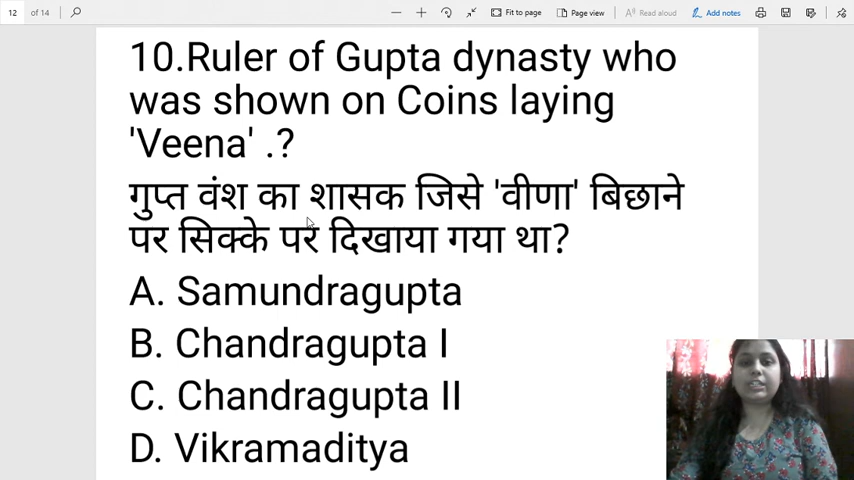 12 of 14
Fit to page
Page view
Read aloud
Add notes
10.Ruler of Gupta dynasty who
was shown on Coins laying
'Veena' .?
गुप्त वंश का शासक जिसे 'वीणा' बिछाने
पर सिक्के पर दिखाया गया था?
A. Samundragupta
B. Chandragupta I
C. Chandragupta II
D. Vikramaditya